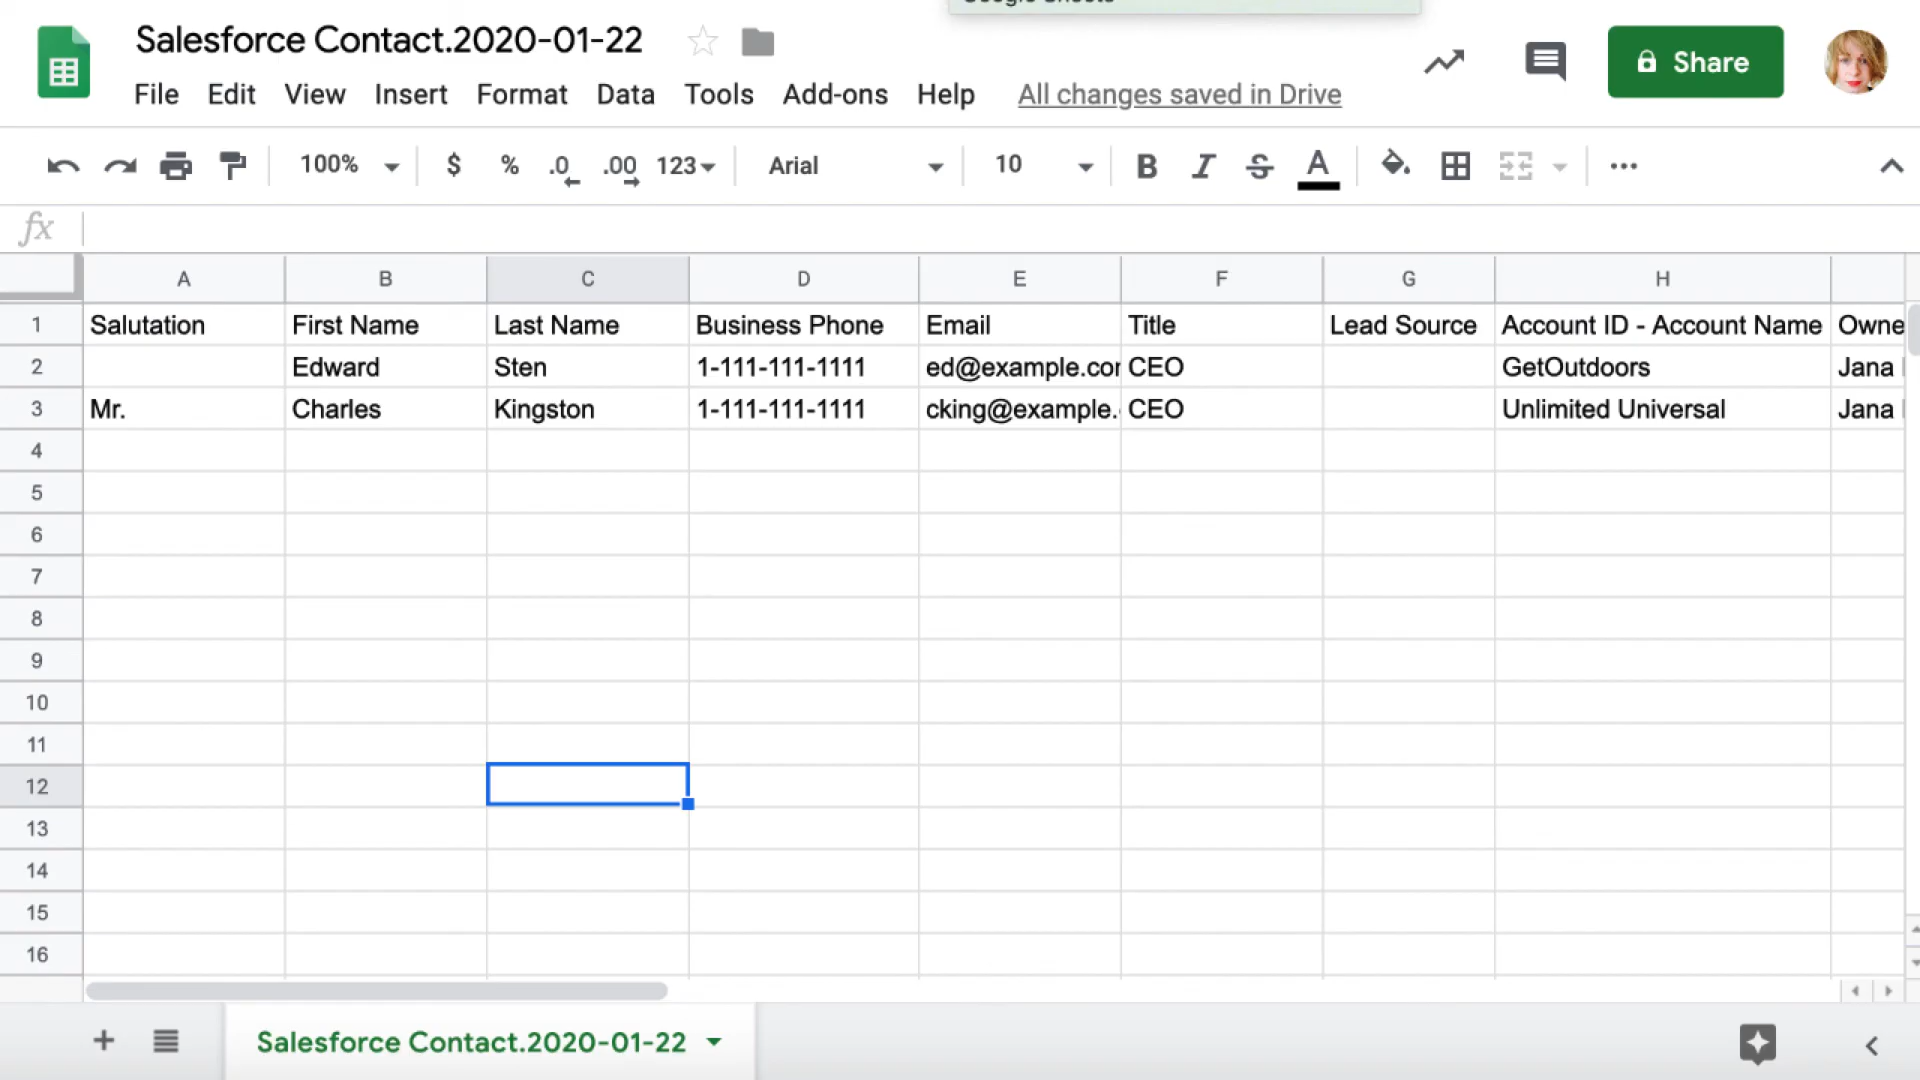 Google Sheets
Salesforce Contact.2020-01-22
File Edit View Insert Format Data Tools Add-ons Help All changes saved in Drive
Share
100% $ % .0 .00 123 Arial 10 B I S A
fx
A B C D E F G H
1 Salutation First Name Last Name Business Phone Email Title Lead Source Account ID - Account Name Owne
2 Edward Sten 1-111-111-1111 ed@example.cor CEO GetOutdoors Jana
3 Mr. Charles Kingston 1-111-111-1111 cking@example. CEO Unlimited Universal Jana
4
5
6
7
8
9
10
11
12
13
14
15
16
Salesforce Contact.2020-01-22